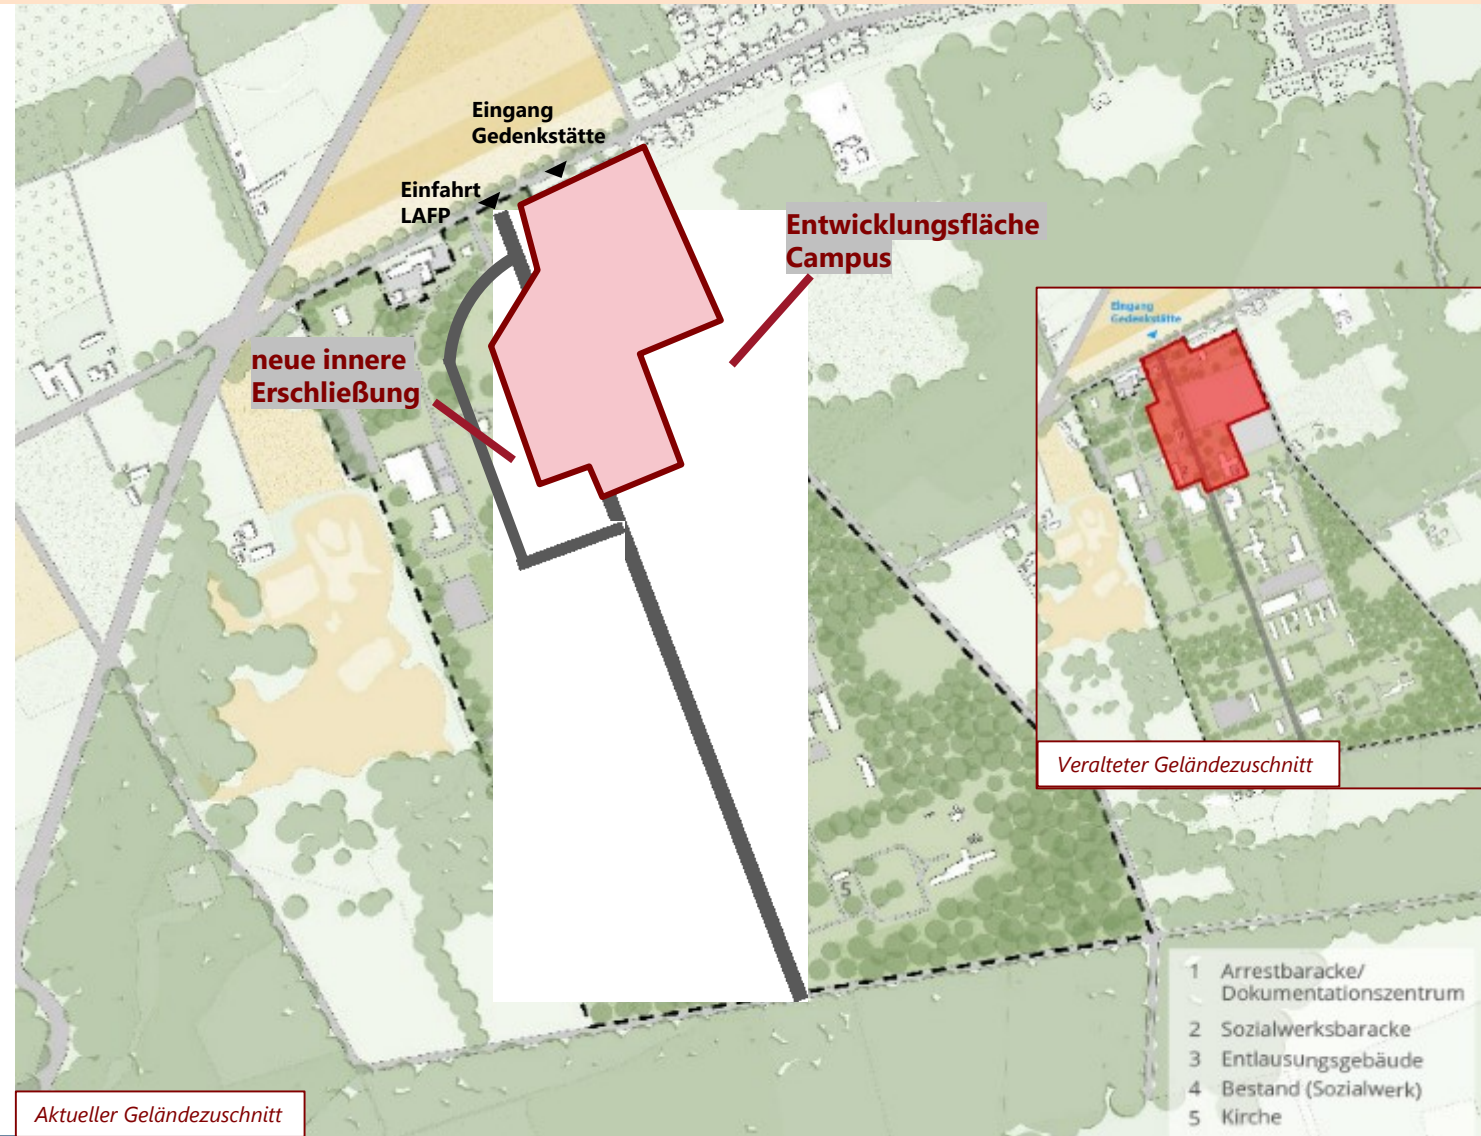 Eingang
Gedenkstätte
Einfahrt
LAFP
Entwicklungsfläche
Campus
neue innere
Erschließung
Eingang
Gedenkstätte
Veralteter Geländezuschnitt
5
1 Arrestbaracke/
Dokumentationszentrum
2 Sozialwerksbaracke
3 Entlausungsgebäude
4 Bestand (Sozialwerk)
5 Kirche
Aktueller Geländezuschnitt